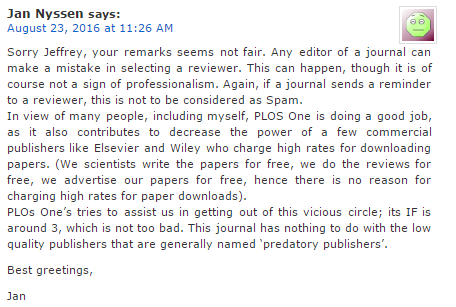 Jan Nyssen says:
August 23, 2016 at 11:26 AM
Sorry Jeffrey, your remarks seems not fair. Any editor of a journal can
make a mistake in selecting a reviewer. This can happen, though it is of
course not a sign of professionalism. Again, if a journal sends a reminder
to a reviewer, this is not to be considered as Spam.
In view of many people, including myself, PLOS One is doing a good job,
as it also contributes to decrease the power of a few commercial
publishers like Elsevier and Wiley who charge high rates for downloading
papers. (We scientists write the papers for free, we do the reviews for
free, we advertise our papers for free, hence there is no reason for
charging high rates for paper downloads).
PLOs One’s tries to assist us in getting out of this vicious circle; its IF
is around 3, which is not too bad. This journal has nothing to do with the low
quality publishers that are generally named ‘predatory publishers’.
Best greetings,
Jan